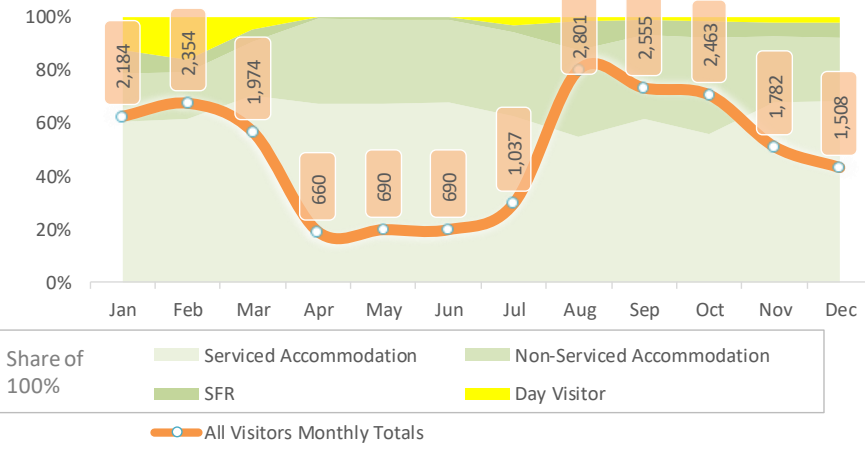 100%
80%
60%
40%
20%
0%
2,184
2,354
1,974
660
690
690
1,037
2,801
2,555
2,463
1,782
1,508
Jan Feb Mar Apr May Jun Jul Aug Sep Oct Nov Dec
Share of
100%
Serviced Accommodation
Non-Serviced Accommodation
SFR
Day Visitor
All Visitors Monthly Totals